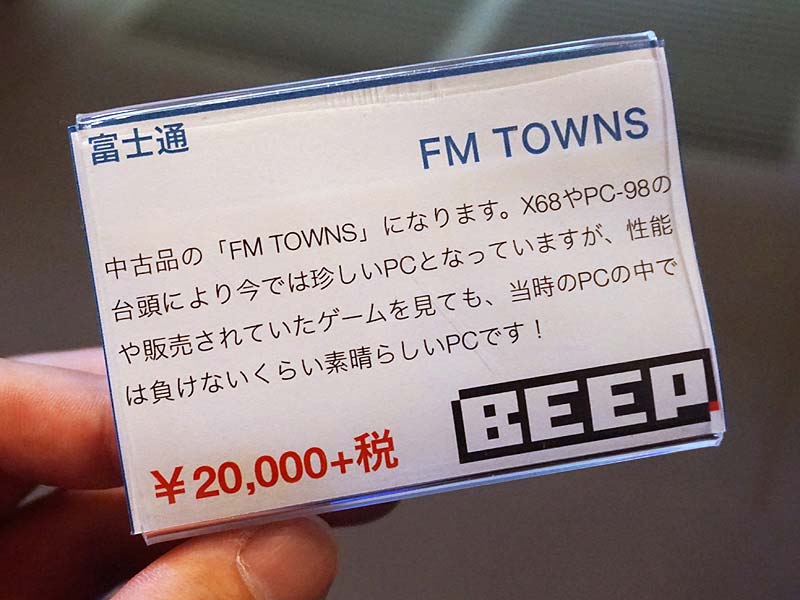 富士通
FM TOWNS
中古品の「FM TOWNS」になります。X68やPC-98の
台頭により今では珍しいPCとなっていますが、性能
や販売されていたゲームを見ても、当時のPCの中で
は負けないくらい素晴らしいPCです！
￥20,000+税
BEEP.